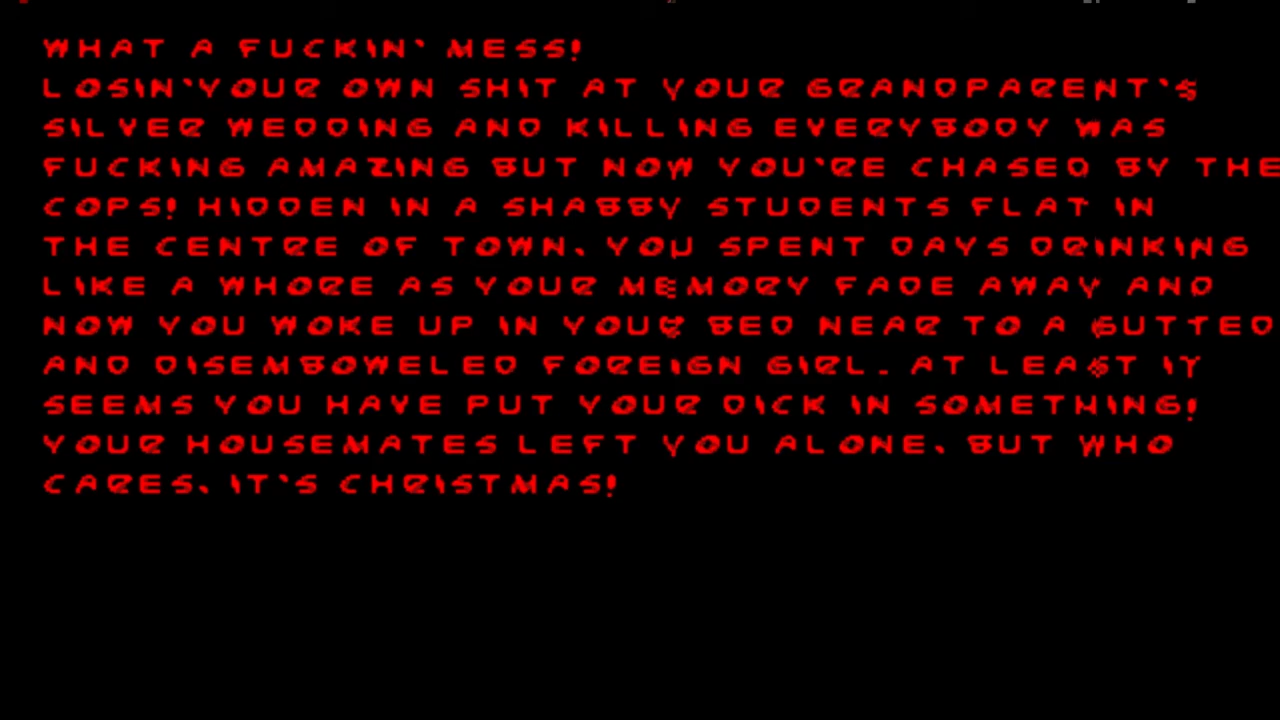 WHAT A FUCKIN' MESS!
LOSIN'YOUR OWN SHIT AT YOUR GRANDPARENT'S
SILVER WEDDING AND KILLING EVERYBODY WAS
FUCKING AMAZING BUT NOW YOU'RE CHASED BY THE
COPS! HIDDEN IN A SHABBY STUDENTS FLAT IN
THE CENTRE OF TOWN, YOU SPENT DAYS DRINKING
LIKE A WHORE AS YOUR MEMORY FADE AWAY AND
NOW YOU WOKE UP IN YOUR BED NEAR TO A GUTTED
AND DISEMBOWELED FOREIGN GIRL. AT LEAST IT
SEEMS YOU HAVE PUT YOUR DICK IN SOMETHING!
YOUR HOUSEMATES LEFT YOU ALONE, BUT WHO
CARES, IT'S CHRISTMAS!